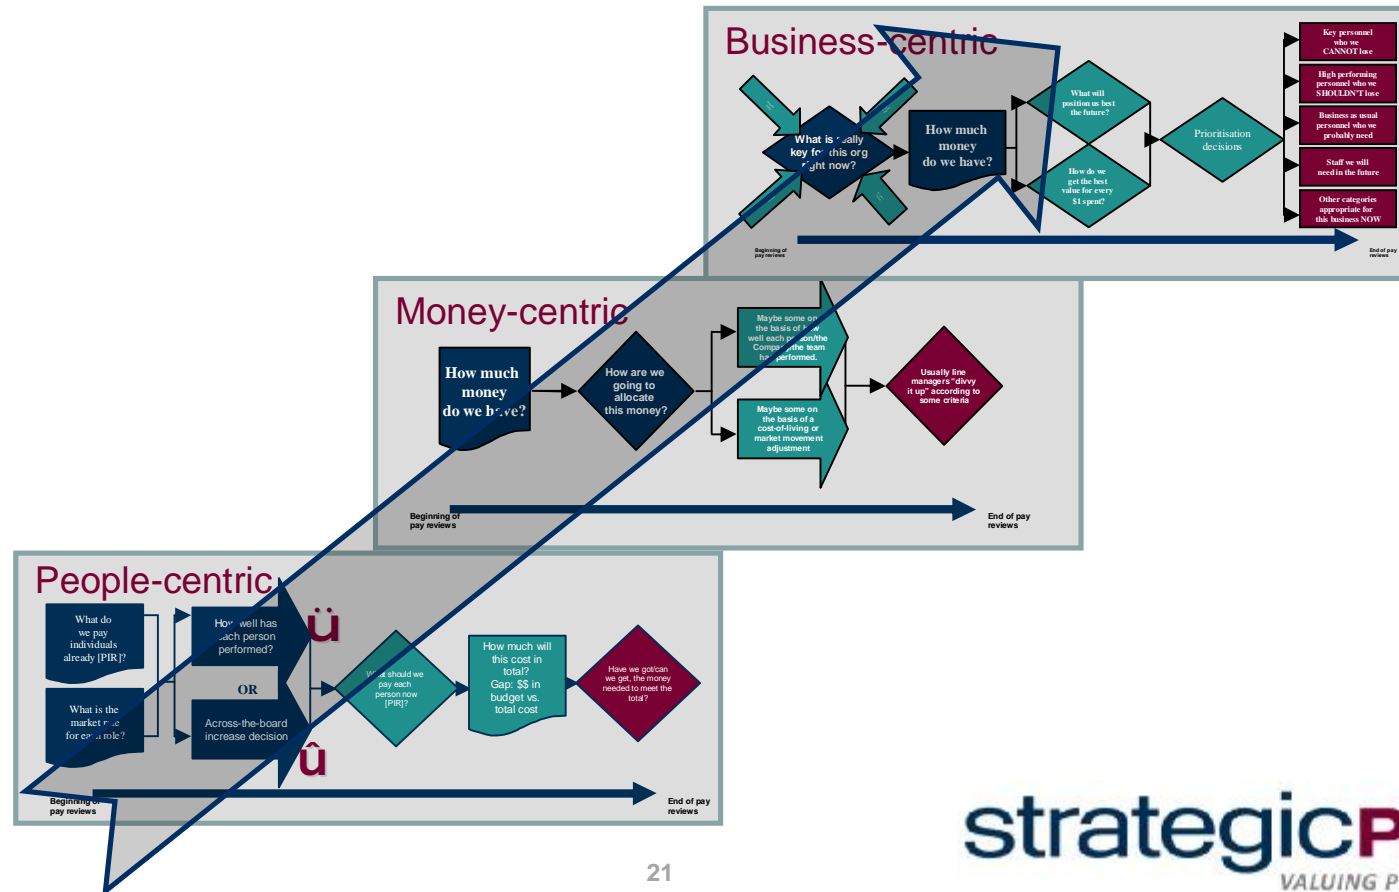 Business-centric
What is really
key for this org
right now?
How much
money
do we have?
What will
position us best
the future?
How do we
get the best
value for every
$1 spent?
Prioritisation
decisions
Key personnel
who we
CANNOT lose
High performing
personnel who we
SHOULDN'T lose
Business as usual
personnel who we
probably need
Staff we will
need in the future
Other categories
appropriate for
this business NOW
Beginning of
pay reviews
End of pay
reviews
Money-centric
How much
money
do we have?
How are we
going to
allocate
this money?
Maybe some on
the basis of how
well each person/the
Company/the team
has performed.
Maybe some on
the basis of a
cost-of-living or
market movement
adjustment
Usually line
managers "divvy
it up" according to
some criteria
Beginning of
pay reviews
End of pay
reviews
People-centric
What do
we pay
individuals
already [PIR]?
What is the
market rate
for each role?
How well has
each person
performed?
ü
OR
Across-the-board
increase decision
û
What should we
pay each
person now
[PIR]?
How much will
this cost in
total?
Gap: $$ in
budget vs.
total cost
Have we got/can
we get, the money
needed to meet the
total?
Beginning of
pay reviews
End of pay
reviews
strategicP
VALUING P
21